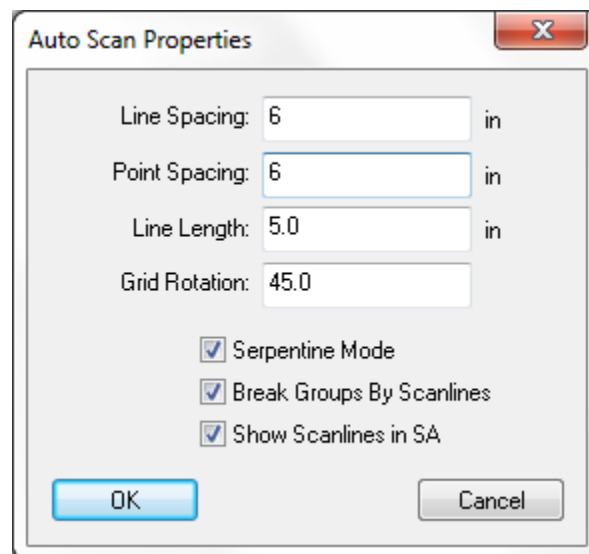 Auto Scan Properties
Line Spacing: 6 in
Point Spacing: 6 in
Line Length: 5.0 in
Grid Rotation: 45.0
Serpentine Mode
Break Groups By Scanlines
Show Scanlines in SA
OK Cancel